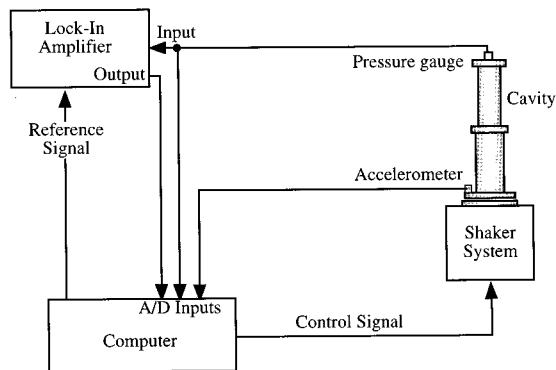 Lock-In
Amplifier
Input
Output
Pressure gauge
Cavity
Reference
Signal
Accelerometer
Shaker
System
A/D Inputs
Computer
Control Signal